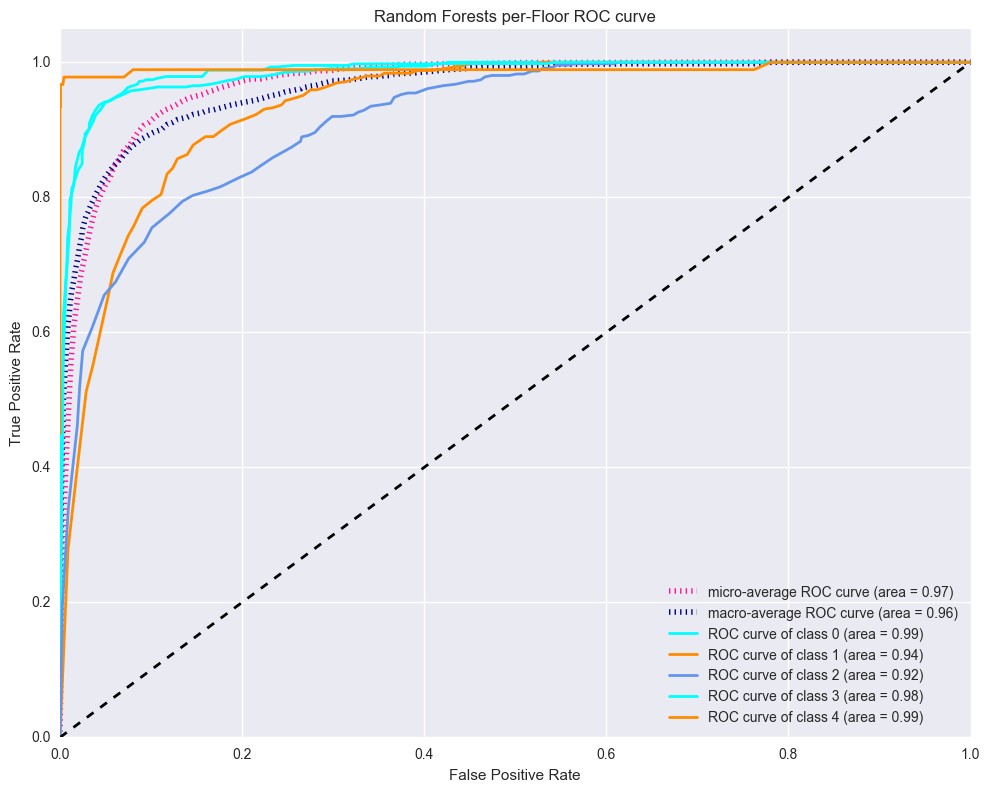 Random Forests per-Floor ROC curve
1.0
0.8
0.6
0.4
0.2
0.0
True Positive Rate
micro-average ROC curve (area = 0.97)
macro-average ROC curve (area = 0.96)
ROC curve of class 0 (area = 0.99)
ROC curve of class 1 (area = 0.94)
ROC curve of class 2 (area = 0.92)
ROC curve of class 3 (area = 0.98)
ROC curve of class 4 (area = 0.99)
0.0 0.2 0.4 0.6 0.8 1.0
False Positive Rate